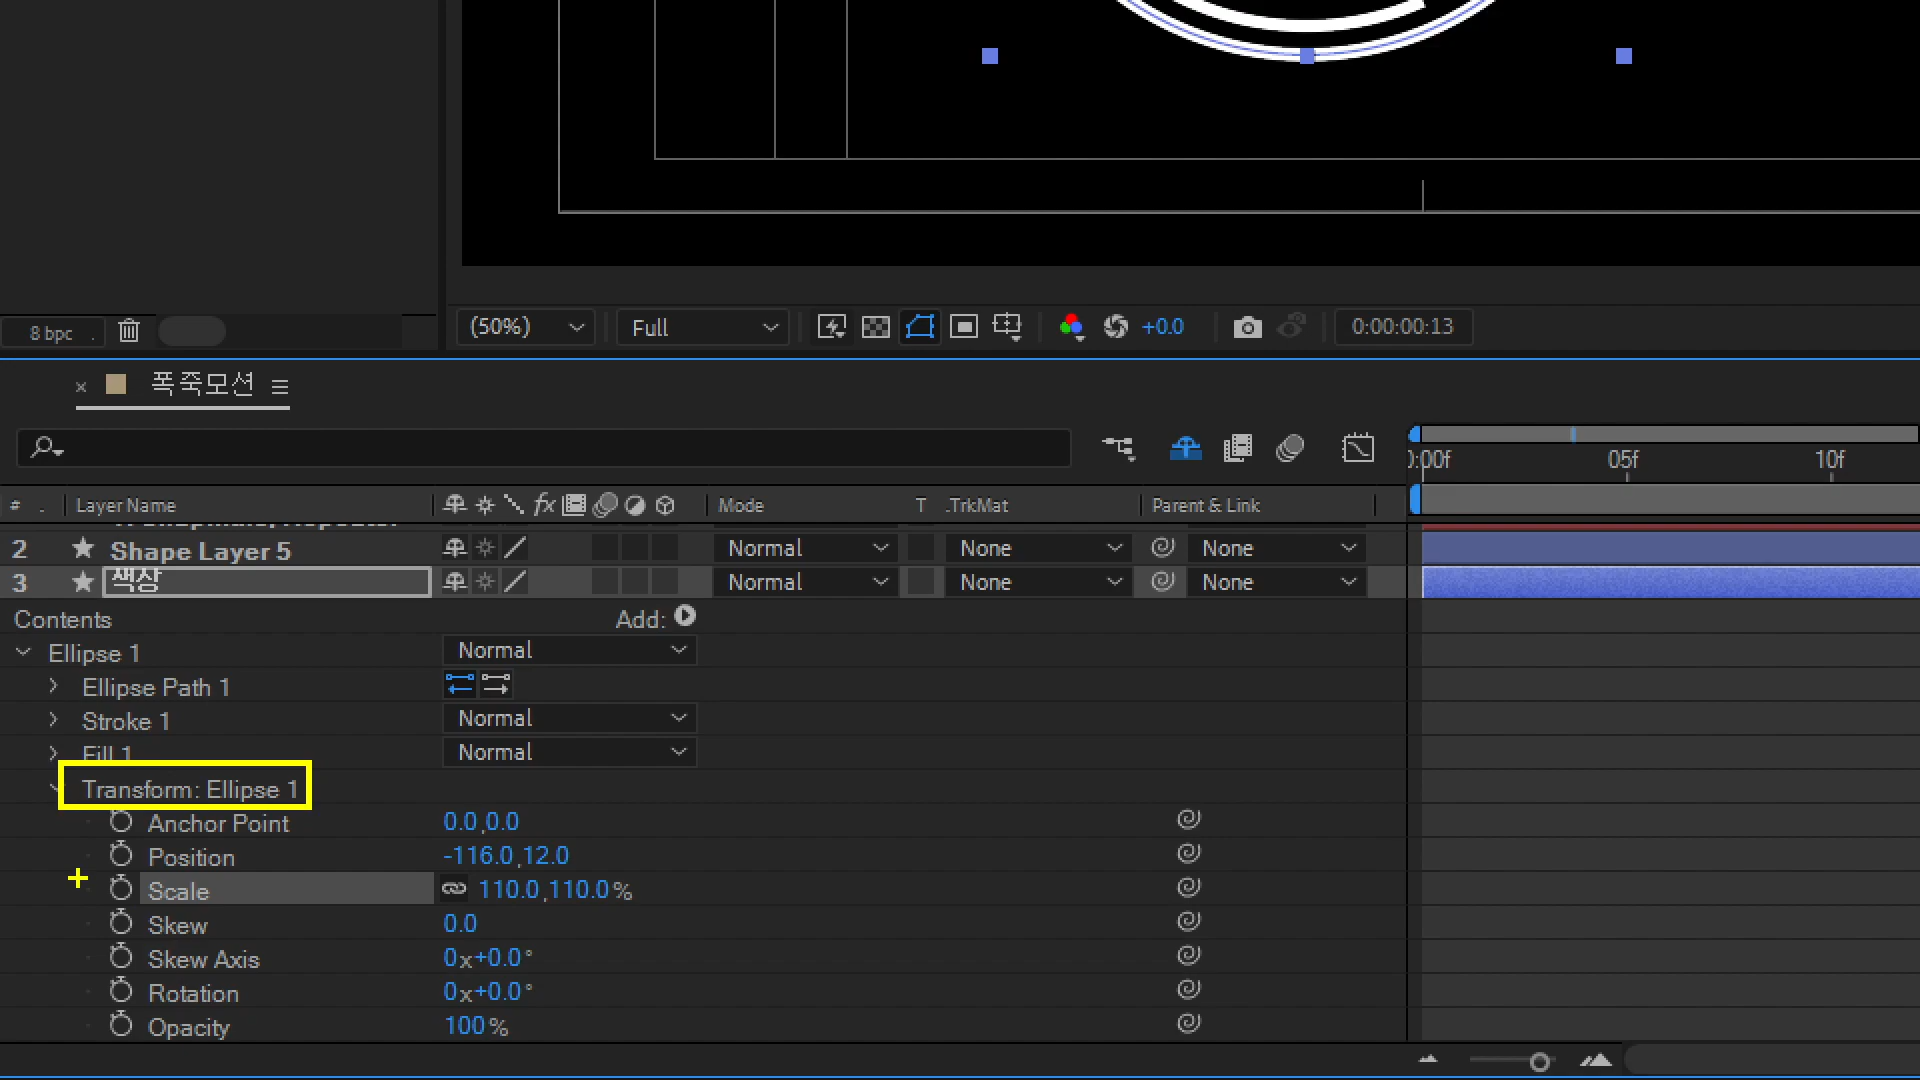 8 bpc
(50%)
Full
+0.0
0:00:00:13
폭죽모션
0:00f
05f
10f
#
Layer Name
fx
Mode
T
.TrkMat
Parent & Link
2
Shape Layer 5
Normal
None
None
3
색상
Normal
None
None
Contents
Add:
Ellipse 1
Normal
Ellipse Path 1
Stroke 1
Normal
Fill 1
Normal
Transform: Ellipse 1
Anchor Point
0.0,0.0
Position
-116.0,12.0
Scale
110.0,110.0%
Skew
0.0
Skew Axis
0x+0.0°
Rotation
0x+0.0°
Opacity
100%